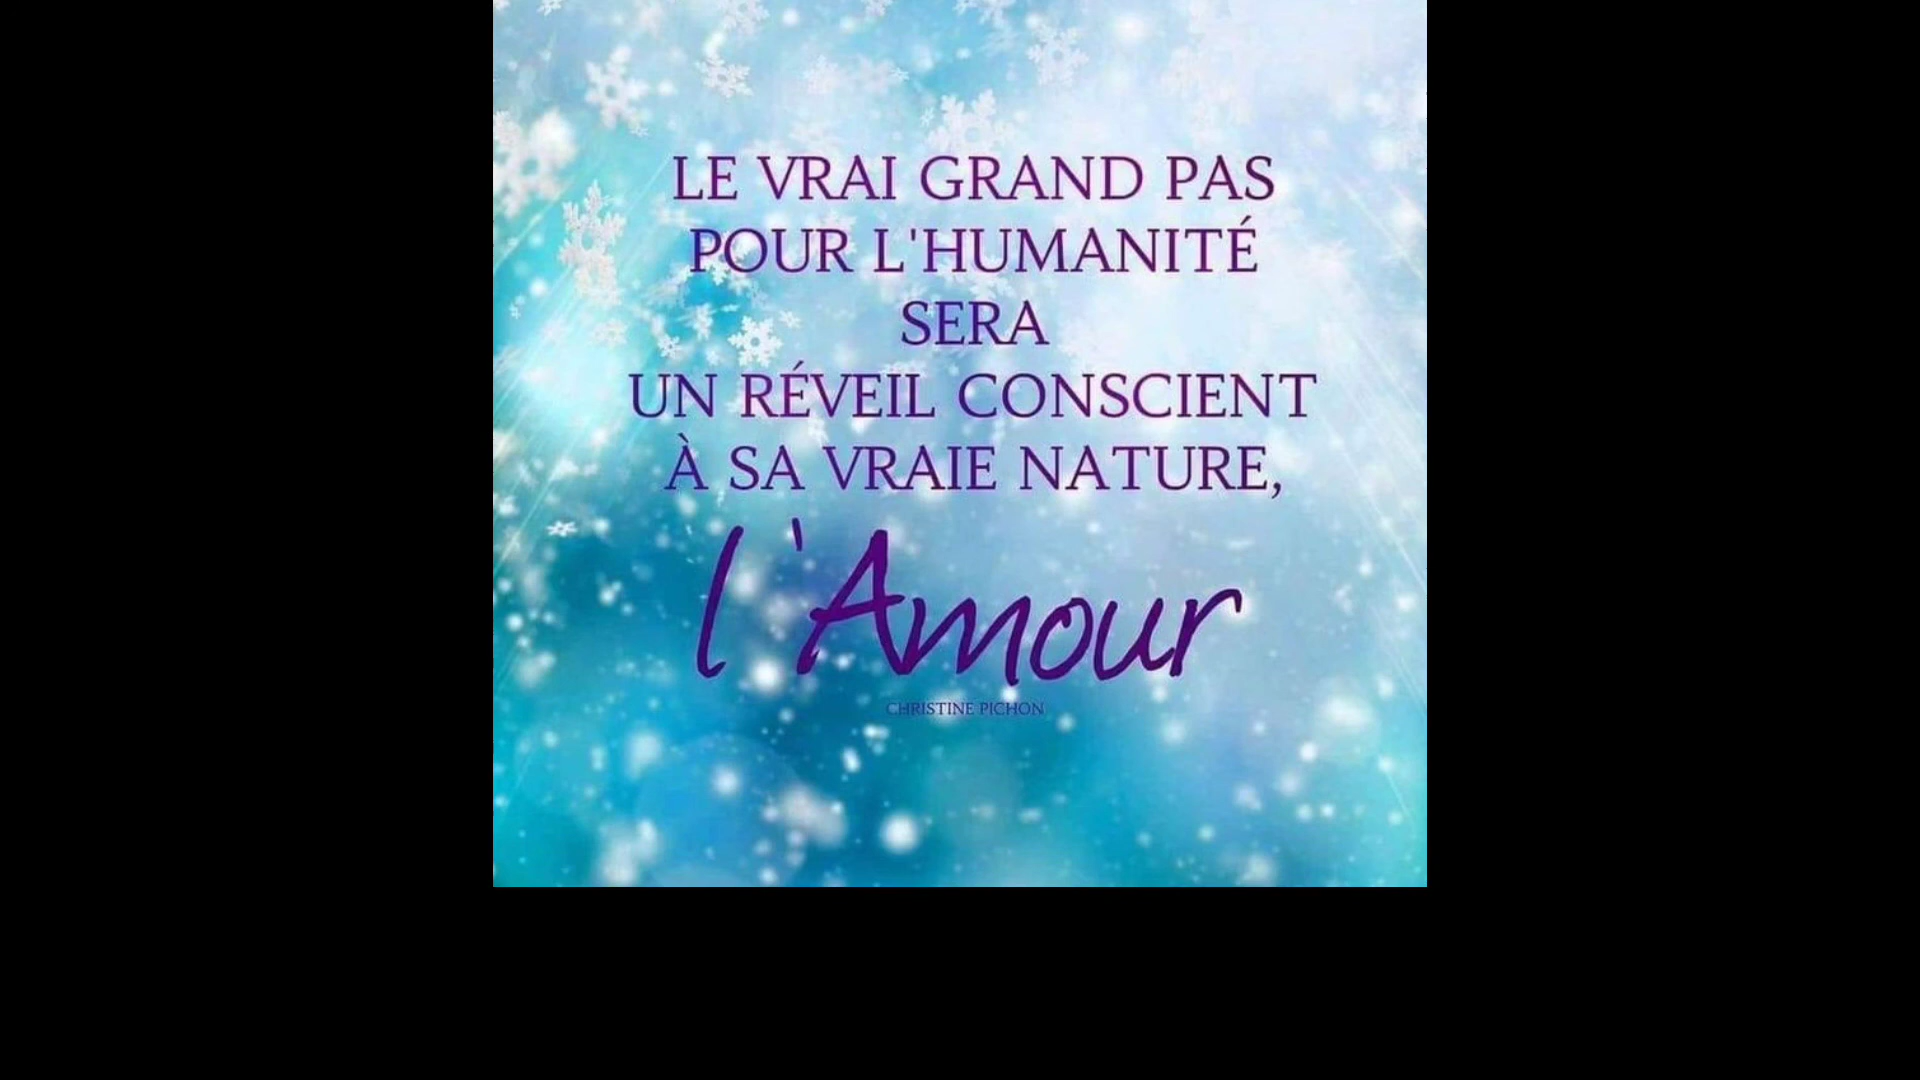 LE VRAI GRAND PAS
POUR L'HUMANITÉ
SERA
UN RÉVEIL CONSCIENT
À SA VRAIE NATURE,
l'Amour
CHRISTINE PICHON